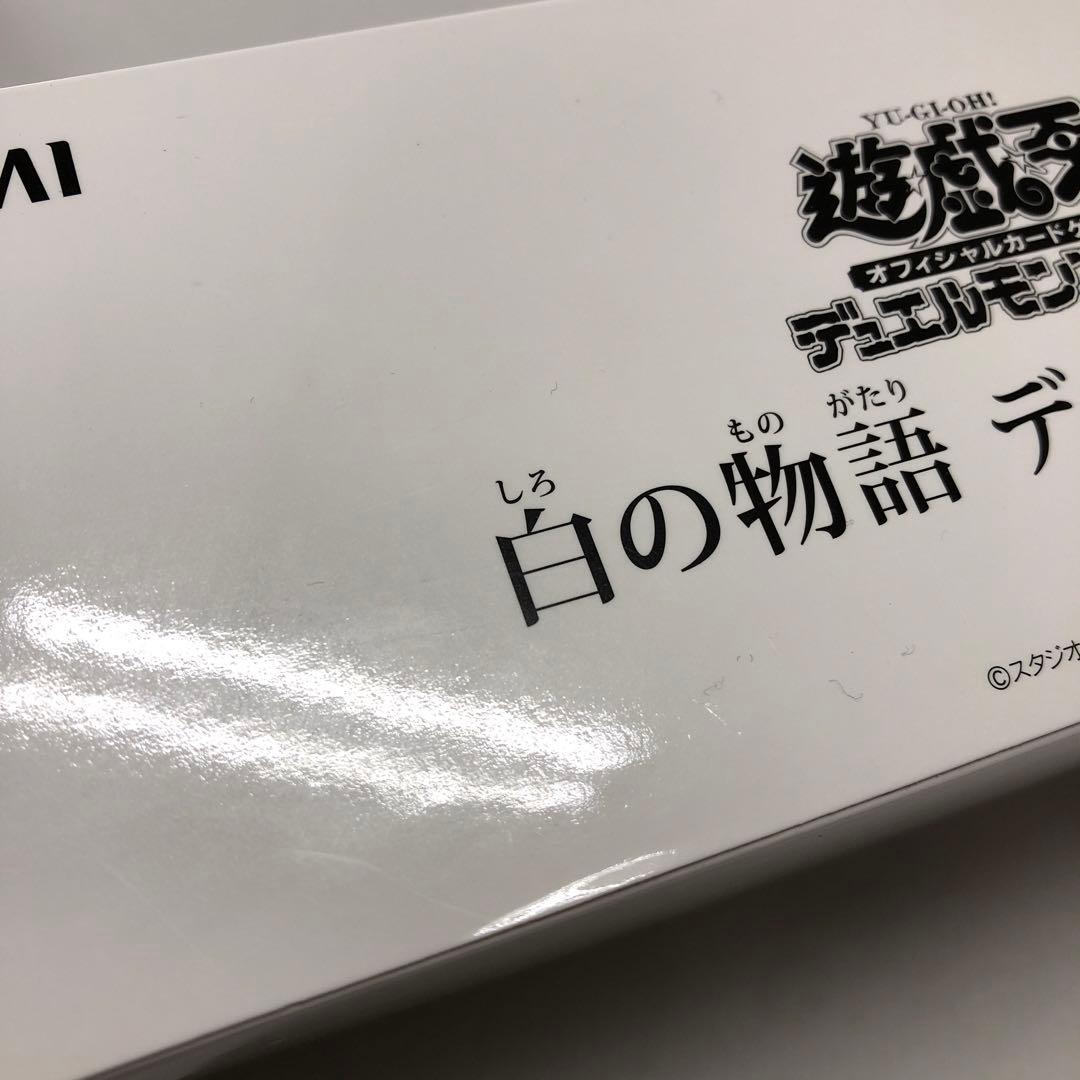 YU-GI-OH!
遊戯王
オフィシャルカードゲ
デュエルモンス
しろ もの がたり
白の物語 デ
©スタジオ